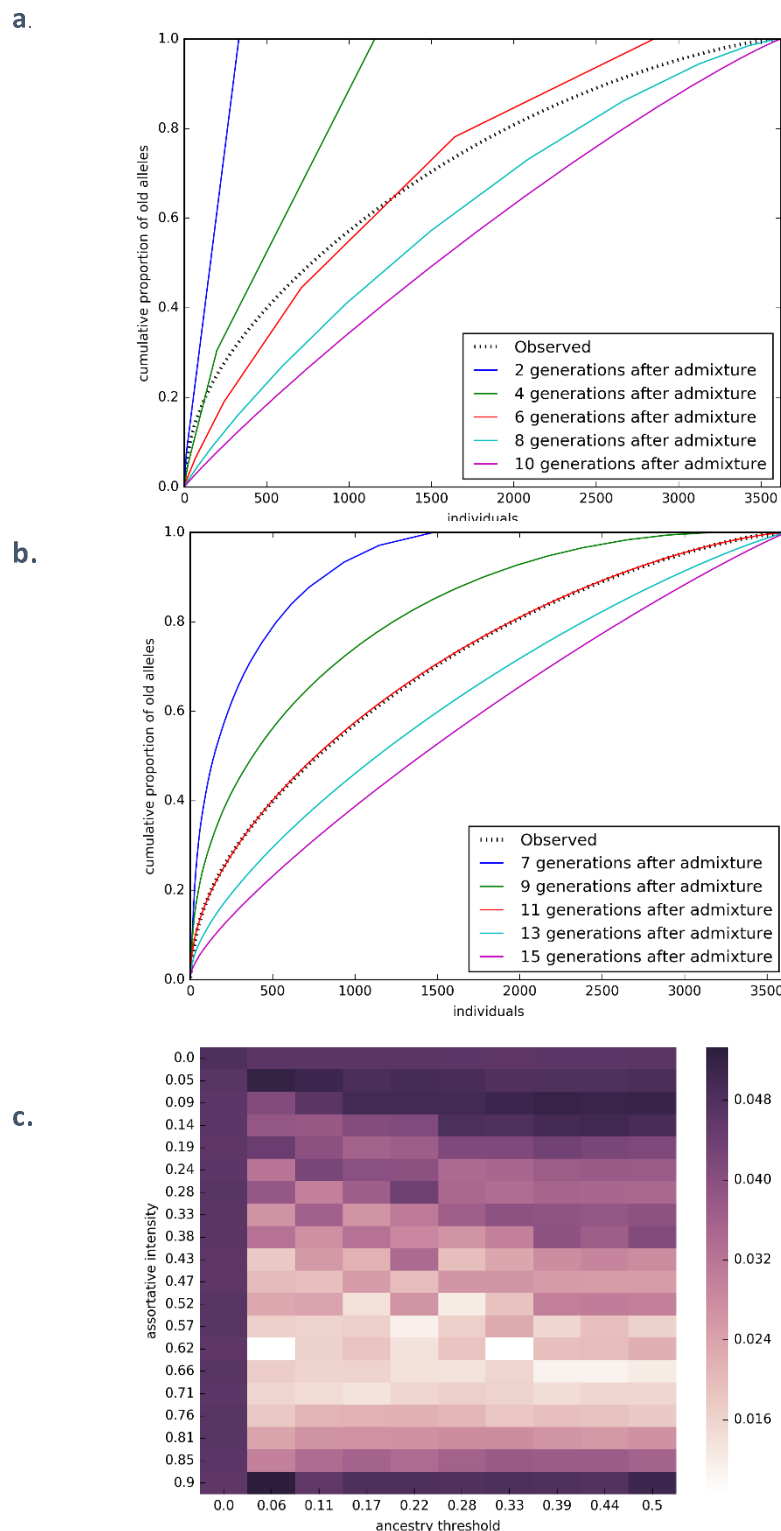 a.
1.0
0.8
0.6
0.4
0.2
0.0
cumulative proportion of old alleles
0 500 1000 1500 2000 2500 3000 3500
individuals
Observed
2 generations after admixture
4 generations after admixture
6 generations after admixture
8 generations after admixture
10 generations after admixture
b.
1.0
0.8
0.6
0.4
0.2
0.0
cumulative proportion of old alleles
0 500 1000 1500 2000 2500 3000 3500
individuals
Observed
7 generations after admixture
9 generations after admixture
11 generations after admixture
13 generations after admixture
15 generations after admixture
c.
assortative intensity
0.0
0.05
0.09
0.14
0.19
0.24
0.28
0.33
0.38
0.43
0.47
0.52
0.57
0.62
0.66
0.71
0.76
0.81
0.85
0.9
0.0 0.06 0.11 0.17 0.22 0.28 0.33 0.39 0.44 0.5
ancestry threshold
0.048
0.040
0.032
0.024
0.016